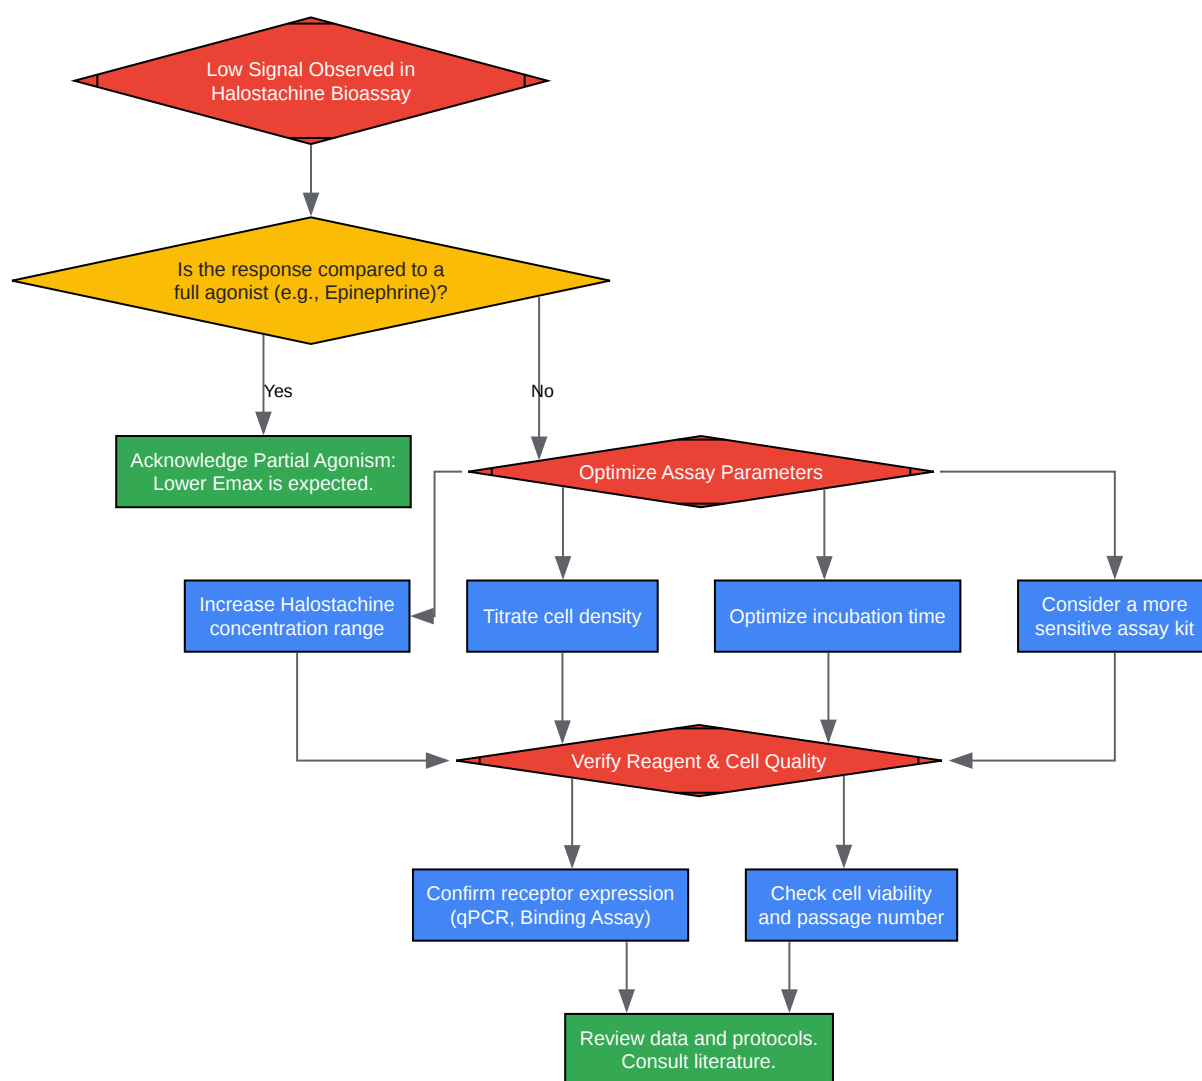 Low Signal Observed in
Halostachine Bioassay
Is the response compared to a
full agonist (e.g., Epinephrine)?
Yes
No
Acknowledge Partial Agonism:
Lower Emax is expected.
Optimize Assay Parameters
Increase Halostachine
concentration range
Titrate cell density
Optimize incubation time
Consider a more
sensitive assay kit
Verify Reagent & Cell Quality
Confirm receptor expression
(qPCR, Binding Assay)
Check cell viability
and passage number
Review data and protocols.
Consult literature.